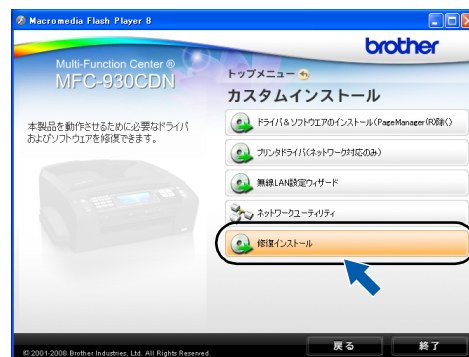 Macromedia Flash Player 8
brother
Multi-Function Center ®
MFC-930CDN
本製品を動作させるために必要なドライバ
およびソフトウェアを修復できます。
トップメニュー
カスタムインストール
ドライバ&ソフトウエアのインストール(PageManager(R)除く)
プリンタドライバ(ネットワーク対応のみ)
無線LAN設定ウィザード
ネットワークユーティリティ
修復インストール
戻る
終了
© 2001-2008 Brother Industries, Ltd. All Rights Reserved.